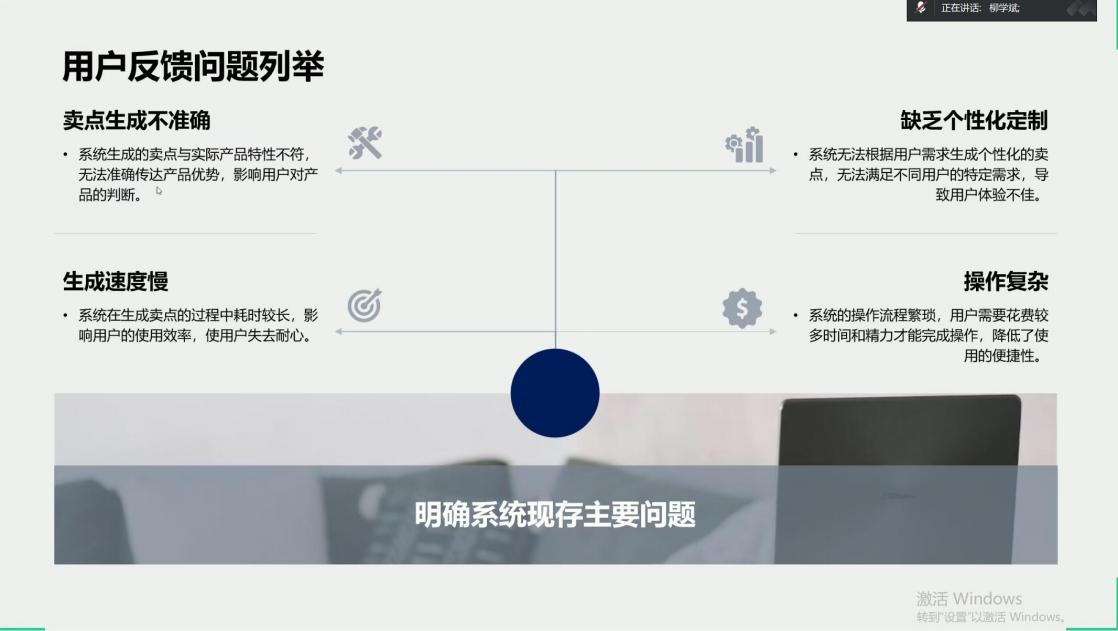 正在讲话: 柳学斌;
用户反馈问题列举
卖点生成不准确
• 系统生成的卖点与实际产品特性不符，
无法准确传达产品优势，影响用户对产
品的判断。
缺乏个性化定制
• 系统无法根据用户需求生成个性化的卖
点，无法满足不同用户的特定需求，导
致用户体验不佳。
生成速度慢
• 系统在生成卖点的过程中耗时较长，影
响用户的使用效率，使用户失去耐心。
操作复杂
• 系统的操作流程繁琐，用户需要花费较
多时间和精力才能完成操作，降低了使
用的便捷性。
$
明确系统现存主要问题
激活 Windows
转到"设置"以激活 Windows。